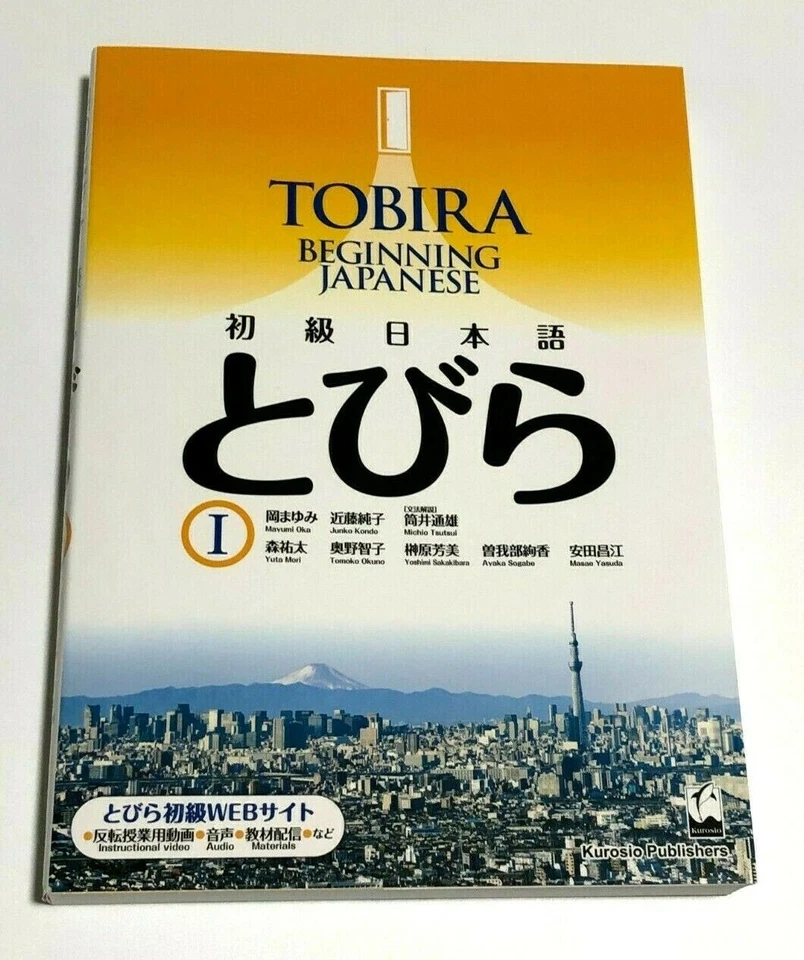 TOBIRA
BEGINNING
JAPANESE
初級日本語
とびら
I
岡まゆみ 近藤純子 [文法解説] 筒井通雄
Mayumi Oka Junko Kondo Michio Tsutsui
森祐太 奥野智子 榊原芳美 曽我部絢香 安田昌江
Yuta Mori Tomoko Okuno Yoshimi Sakakibara Ayaka Sogabe Masae Yasuda
とびら初級WEBサイト
●反転授業用動画 ●音声 ●教材配信 ●など
Instructional video Audio Materials
Kurosio
Kurosio Publishers